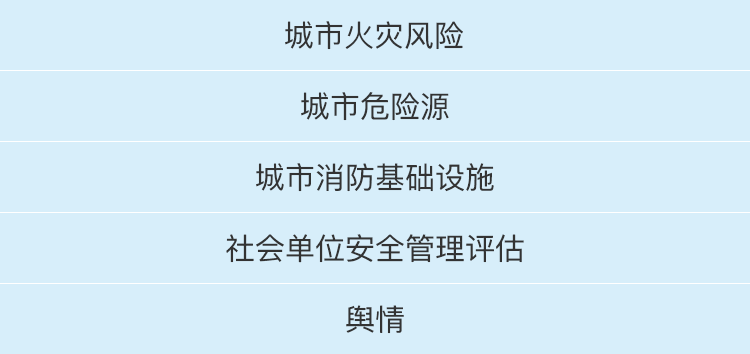 城市火灾风险
城市危险源
城市消防基础设施
社会单位安全管理评估
舆情